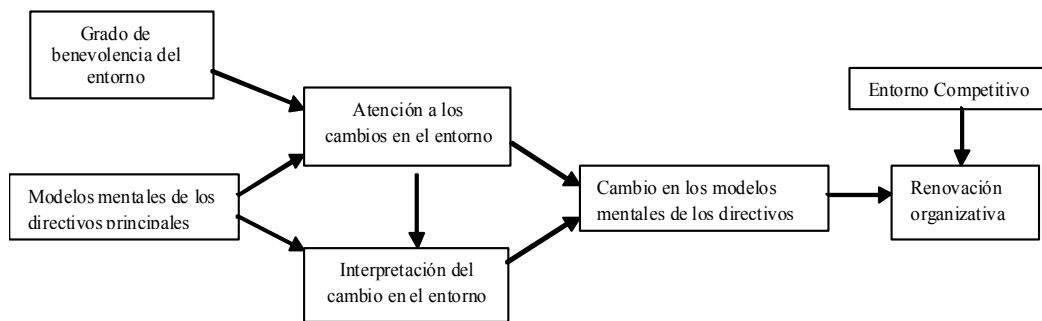 Grado de
benevolencia del
entorno
Entorno Competitivo
Atención a los
cambios en el entorno
Modelos mentales de los
directivos principales
Cambio en los modelos
mentales de los directivos
Renovación
organizativa
Interpretación del
cambio en el entorno